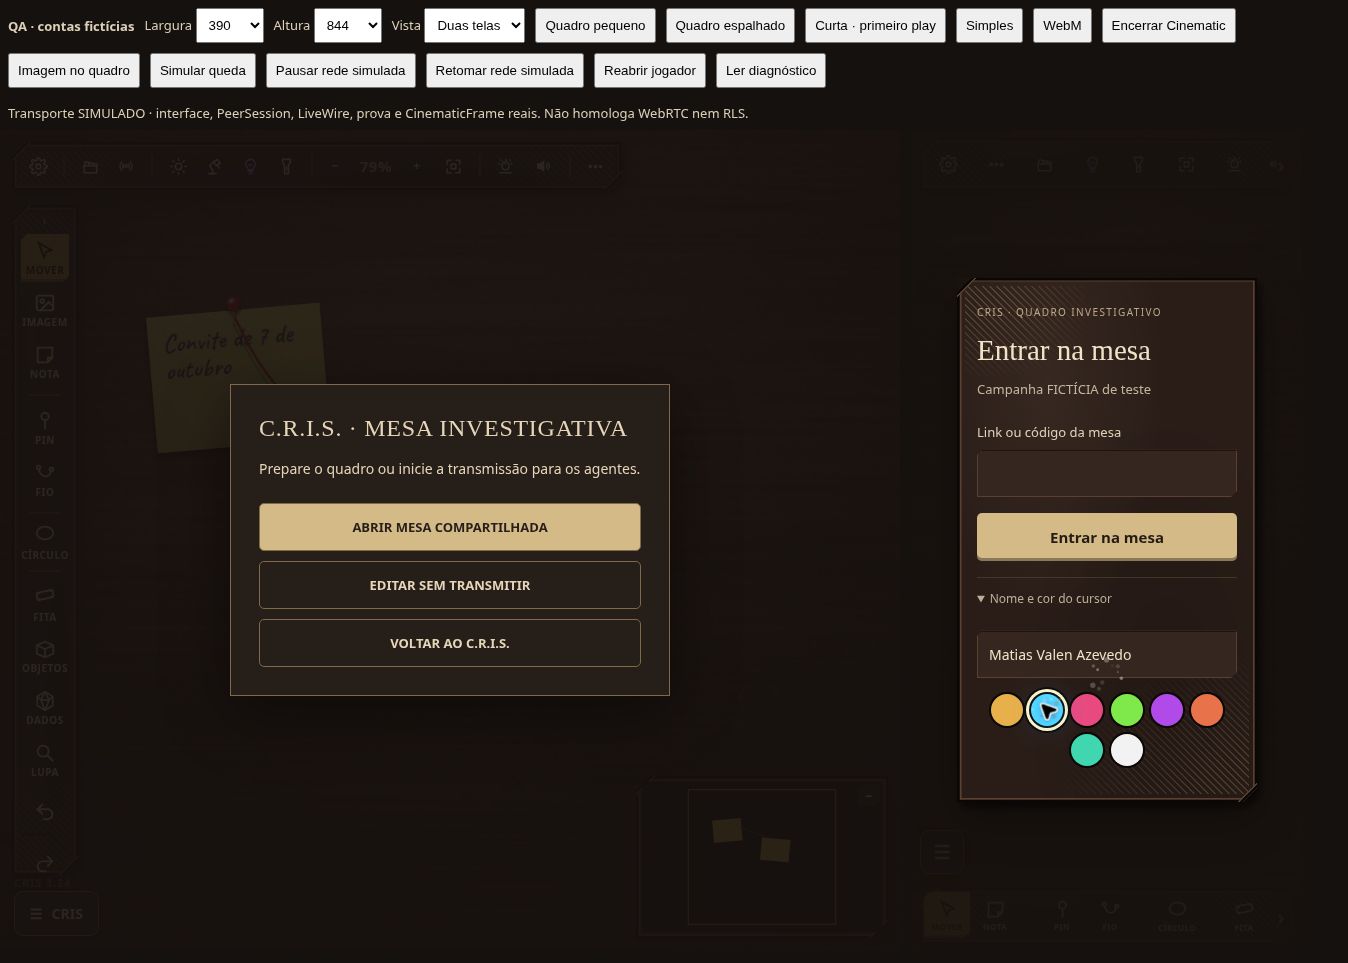 QA · contas fictícias Largura 390 Altura 844 Vista Duas telas Quadro pequeno Quadro espalhado Curta · primeiro play Simples WebM Encerrar Cinematic
Imagem no quadro Simular queda Pausar rede simulada Retomar rede simulada Reabrir jogador Ler diagnóstico
Transporte SIMULADO · interface, PeerSession, LiveWire, prova e CinematicFrame reais. Não homologa WebRTC nem RLS.
− 79% +
MOVER
IMAGEM
NOTA
PIN
FIO
CÍRCULO
FITA
OBJETOS
DADOS
LUPA
☰ CRIS
Convite de 7 de
outubro
C.R.I.S. · MESA INVESTIGATIVA
Prepare o quadro ou inicie a transmissão para os agentes.
ABRIR MESA COMPARTILHADA
EDITAR SEM TRANSMITIR
VOLTAR AO C.R.I.S.
CRIS · QUADRO INVESTIGATIVO
Entrar na mesa
Campanha FICTÍCIA de teste
Link ou código da mesa
Entrar na mesa
▼ Nome e cor do cursor
Matias Valen Azevedo
MOVER NOTA PIN FIO CÍRCULO FITA